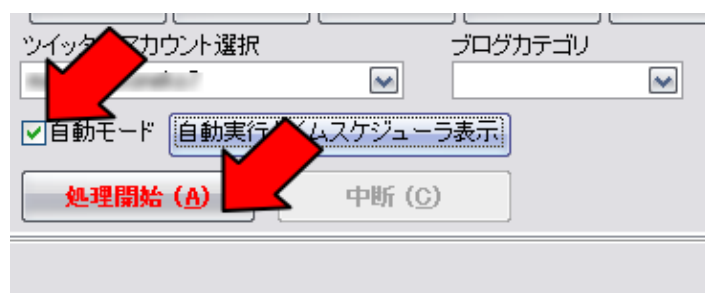 ツイッターアカウント選択
ブログカテゴリ
自動モード
自動実行タイムスケジューラ表示
処理開始 (A)
中断 (C)